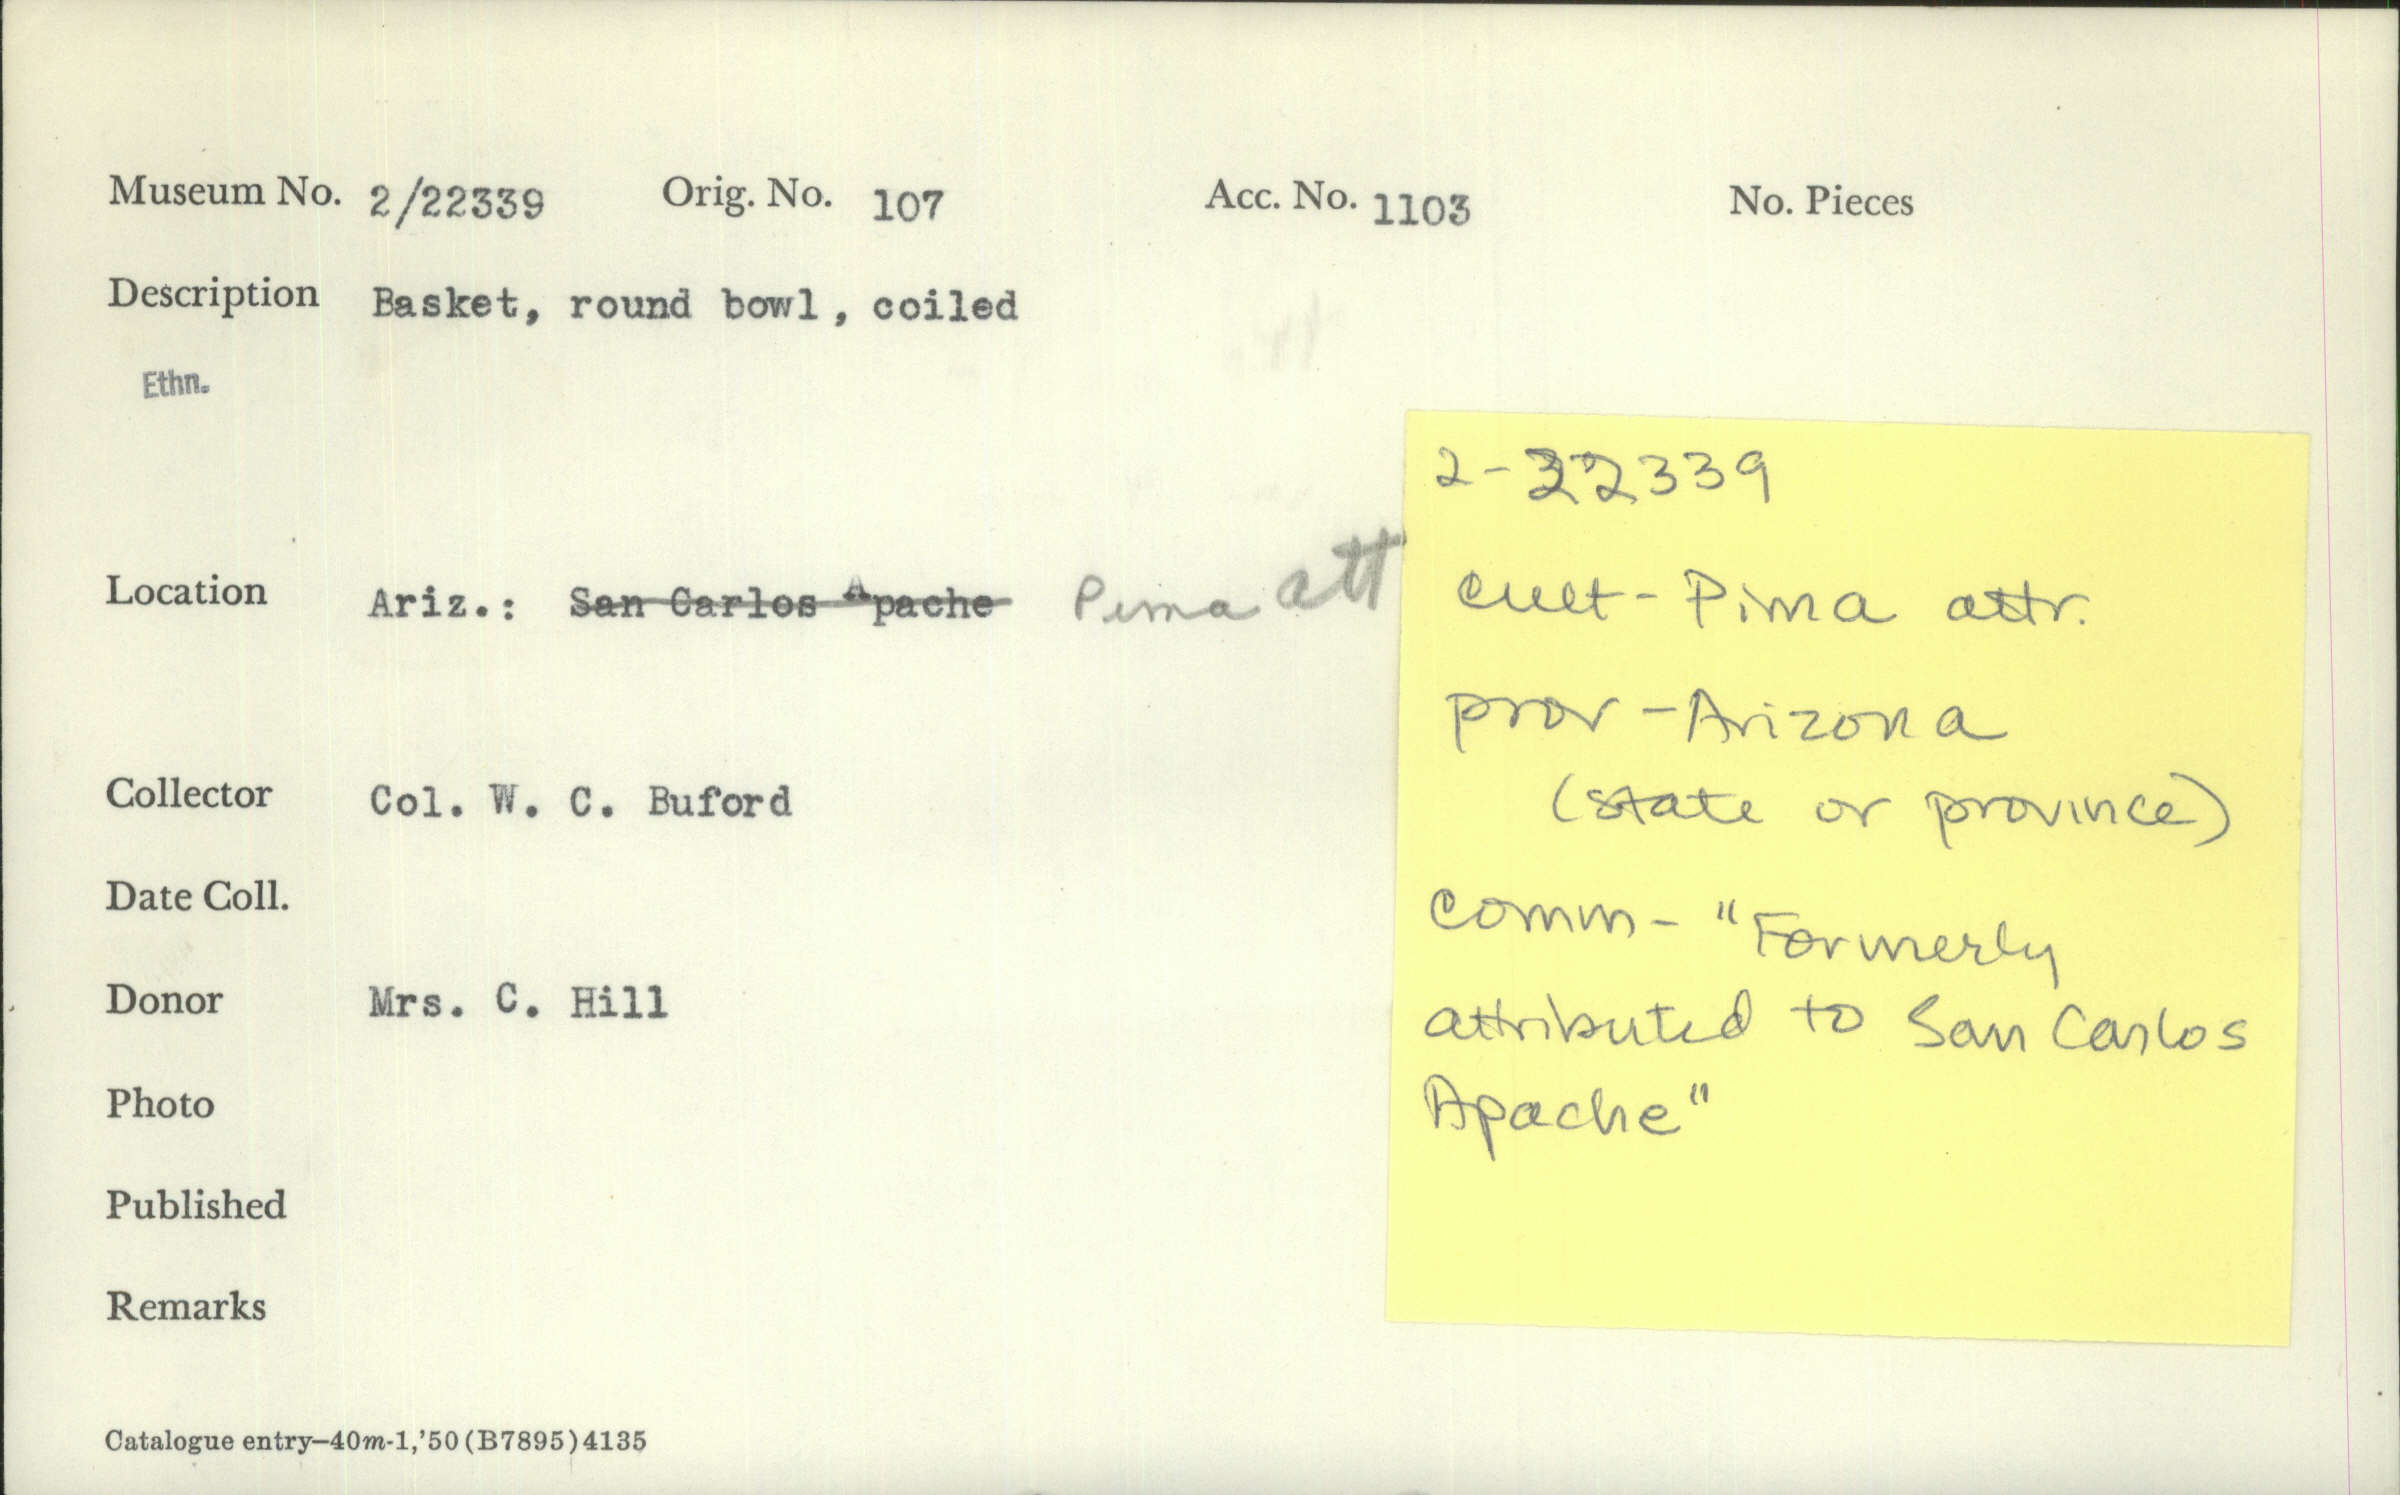 Museum No. 2/22339 Orig. No. 107 Acc. No. 1103 No. Pieces
Description Basket, round bowl, coiled
Ethn.
Location Ariz.: San Carlos Apache Pima att
Collector Col. W. C. Buford
Date Coll.
Donor Mrs. C. Hill
Photo
Published
Remarks
Catalogue entry–40m-1,'50(B7895)4135
2-22339
cult- Pima attr.
prov - Arizona
(state or province)
comm- "Formerly
attributed to San Carlos
Apache"